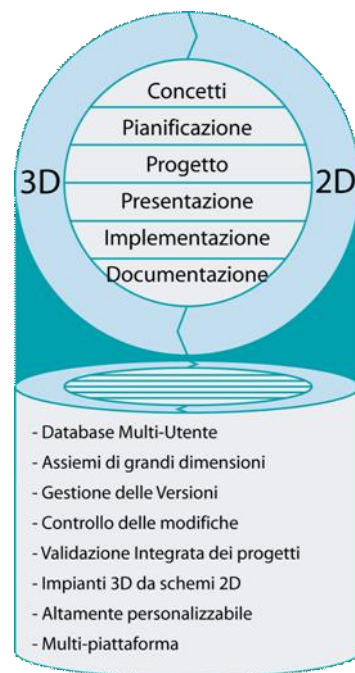 Concetti
Pianificazione
Progetto
3D
2D
Presentazione
Implementazione
Documentazione
- Database Multi-Utente
- Assiemi di grandi dimensioni
- Gestione delle Versioni
- Controllo delle modifiche
- Validazione Integrata dei progetti
- Impianti 3D da schemi 2D
- Altamente personalizzabile
- Multi-piattaforma